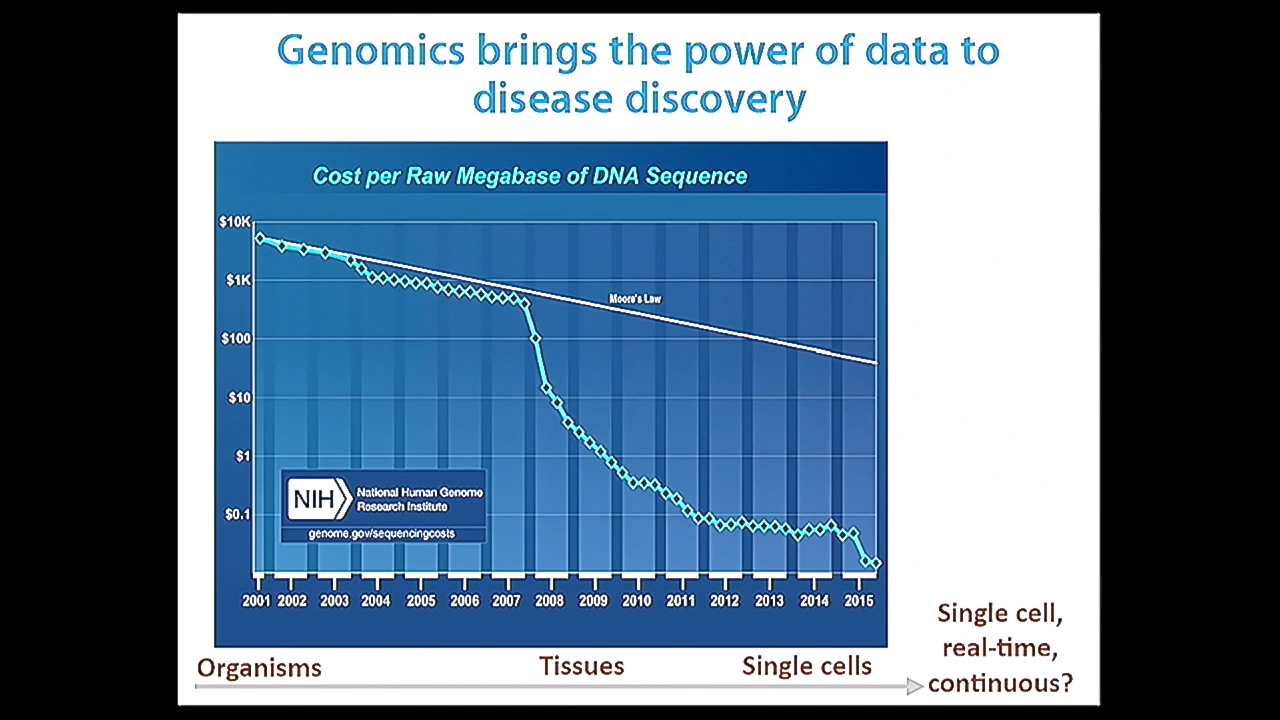 Genomics brings the power of data to
disease discovery
Cost per Raw Megabase of DNA Sequence
$10K
$1K
$100
$10
$1
$0.1
Moore's Law
NIH
National Human Genome
Research Institute
genome.gov/sequencingcosts
2001 2002 2003 2004 2005 2006 2007 2008 2009 2010 2011 2012 2013 2014 2015
Organisms
Tissues
Single cells
Single cell,
real-time,
continuous?